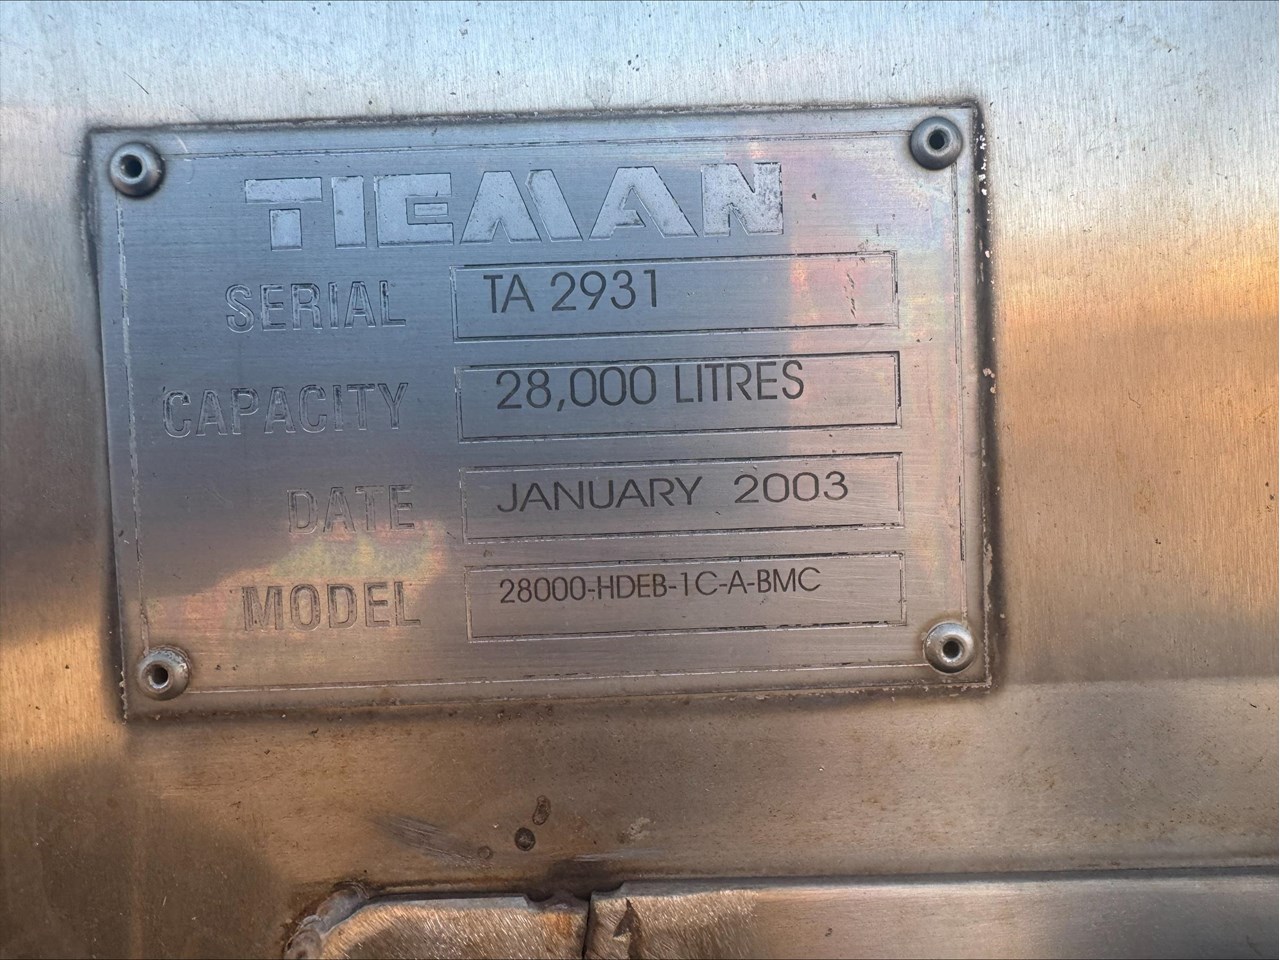 TIEMAN
SERIAL TA 2931
CAPACITY 28,000 LITRES
DATE JANUARY 2003
MODEL 28000-HDEB-1C-A-BMC